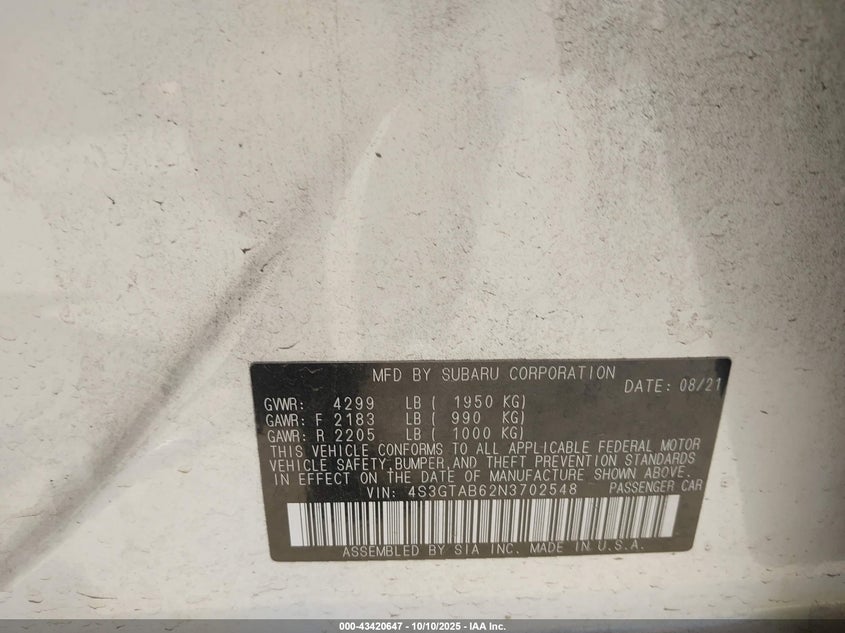 MFD BY SUBARU CORPORATION
DATE: 08/21
GVWR: 4299 LB ( 1950 KG)
GAWR: F 2183 LB ( 990 KG)
GAWR: R 2205 LB ( 1000 KG)
THIS VEHICLE CONFORMS TO ALL APPLICABLE FEDERAL MOTOR
VEHICLE SAFETY,BUMPER,AND THEFT PREVENTION STANDARDS
IN EFFECT ON THE DATE OF MANUFACTURE SHOWN ABOVE.
VIN: 4S3GTAB62N3702548 PASSENGER CAR
ASSEMBLED BY SIA INC. MADE IN U.S.A.
000-43420647 - 10/10/2025 - IAA Inc.